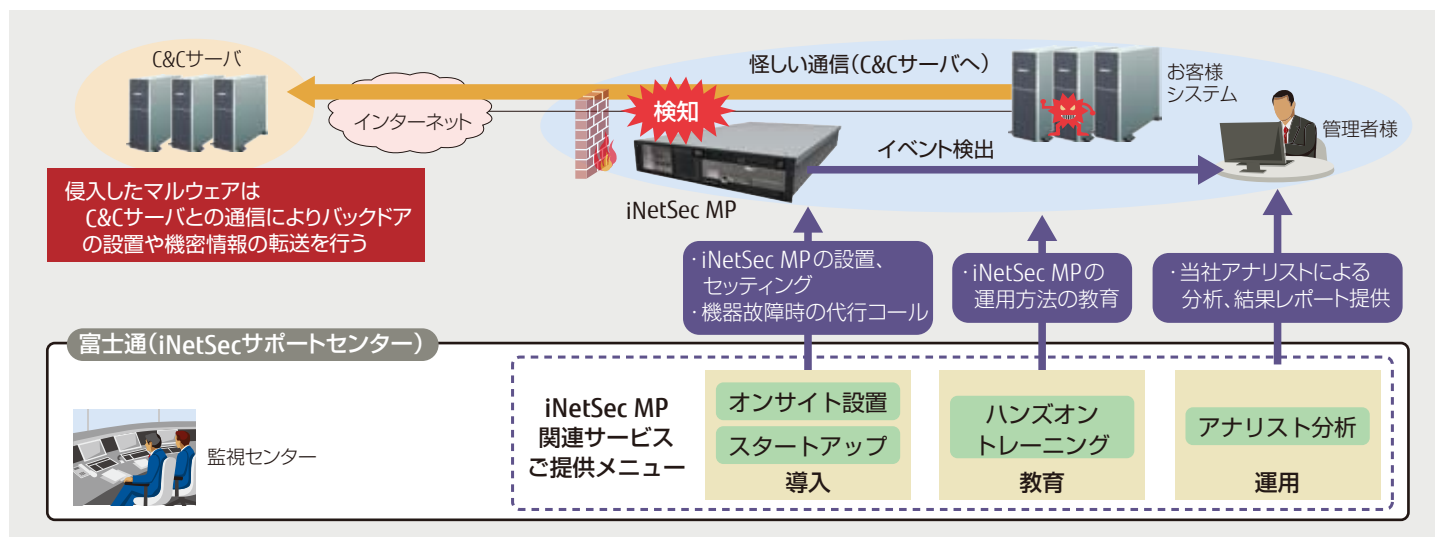 C&Cサーバ
インターネット
怪しい通信(C&Cサーバへ)
検知
お客様
システム
管理者様
イベント検出
iNetSec MP
侵入したマルウェアは
C&Cサーバとの通信によりバックドア
の設置や機密情報の転送を行う
・iNetSec MPの設置、
セッティング
・機器故障時の代行コール
・iNetSec MPの
運用方法の教育
・当社アナリストによる
分析、結果レポート提供
富士通(iNetSecサポートセンター)
監視センター
iNetSec MP
関連サービス
ご提供メニュー
オンサイト設置
スタートアップ
導入
ハンズオン
トレーニング
教育
アナリスト分析
運用